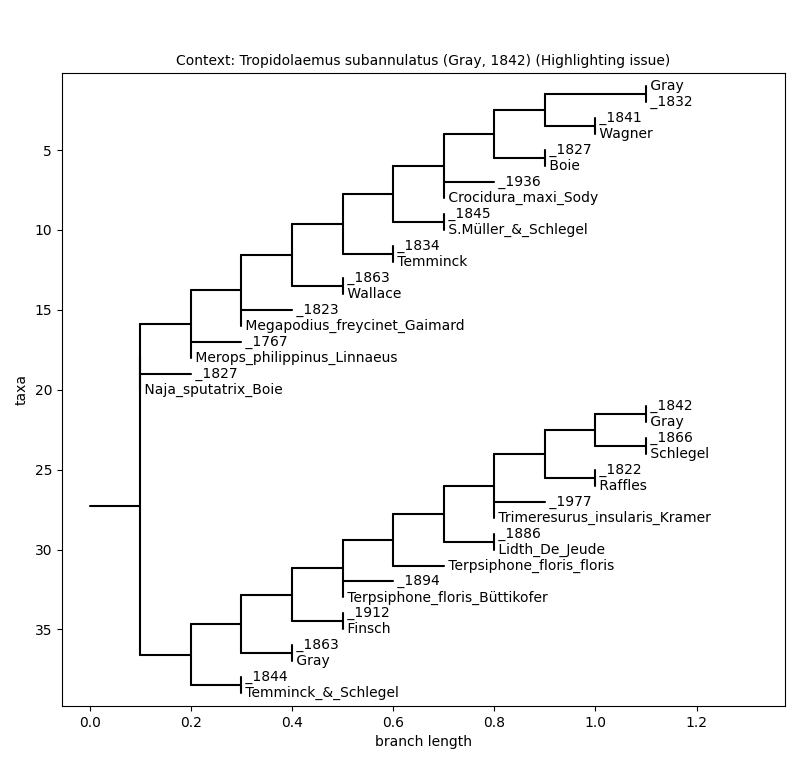 Context: Tropidolaemus subannulatus (Gray, 1842) (Highlighting issue)
Gray
_1832
_1841
Wagner
_1827
Boie
_1936
Crocidura_maxi_Sody
_1845
S.Müller_&_Schlegel
_1834
Temminck
_1863
Wallace
_1823
Megapodius_freycinet_Gaimard
_1767
Merops_philippinus_Linnaeus
_1827
Naja_sputatrix_Boie
_1842
Gray
_1866
Schlegel
_1822
Raffles
_1977
Trimeresurus_insularis_Kramer
_1886
Lidth_De_Jeude
Terpsiphone_floris_floris
_1894
Terpsiphone_floris_Büttikofer
_1912
Finsch
_1863
Gray
_1844
Temminck_&_Schlegel
taxa
5
10
15
20
25
30
35
0.0 0.2 0.4 0.6 0.8 1.0 1.2
branch length